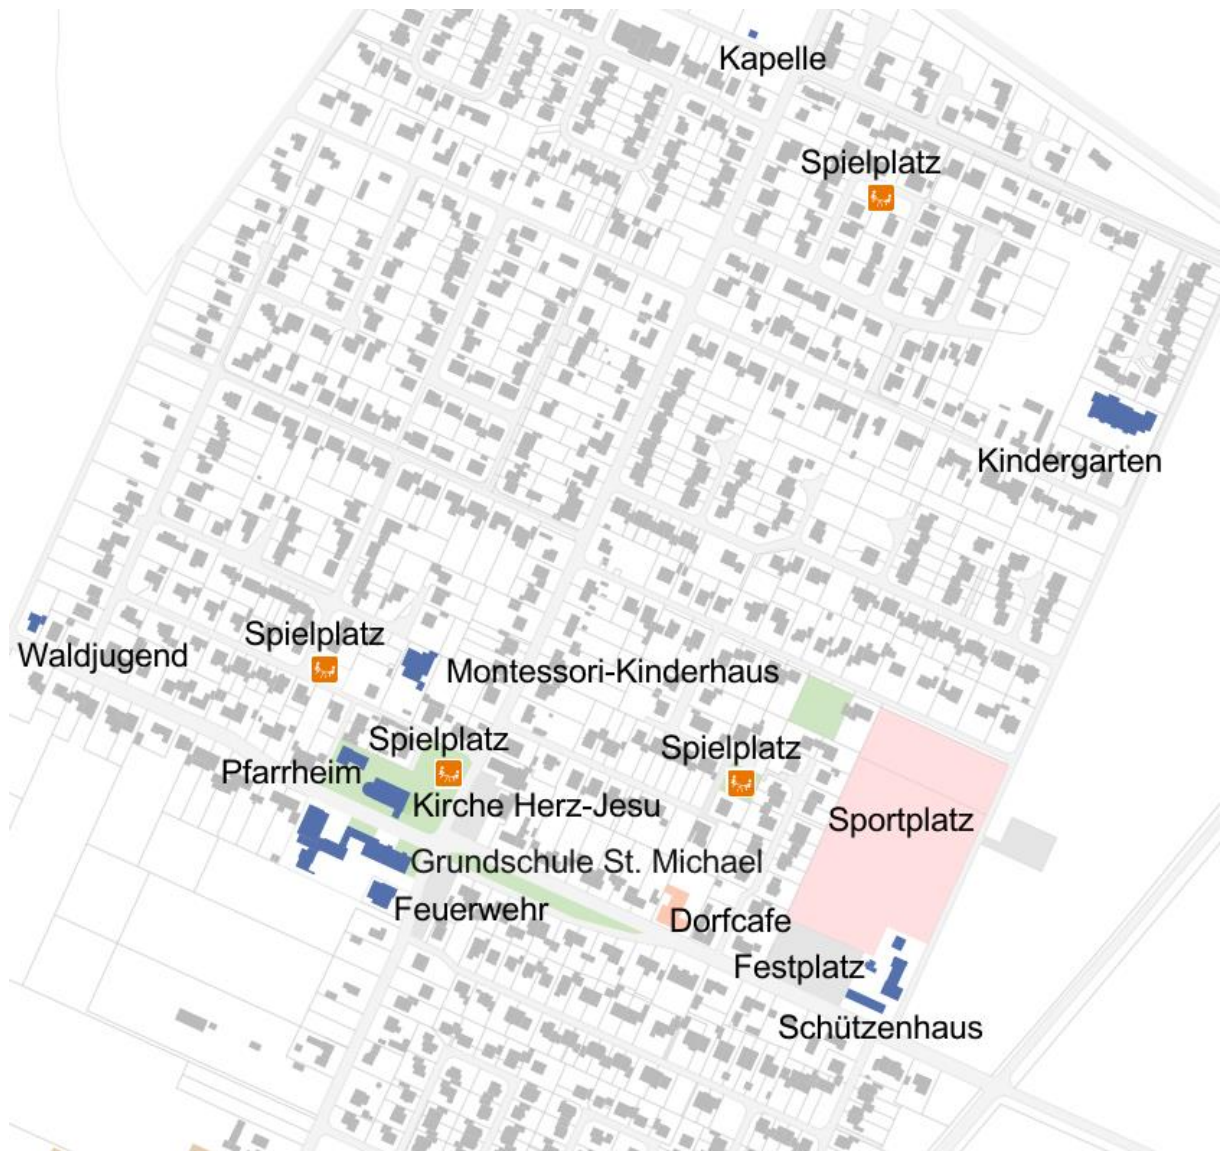 Kapelle
Spielplatz
Kindergarten
Spielplatz
Waldjugend
Montessori-Kinderhaus
Spielplatz
Spielplatz
Pfarrheim
Kirche Herz-Jesu
Sportplatz
Grundschule St. Michael
Feuerwehr
Dorfcafe
Festplatz
Schützenhaus